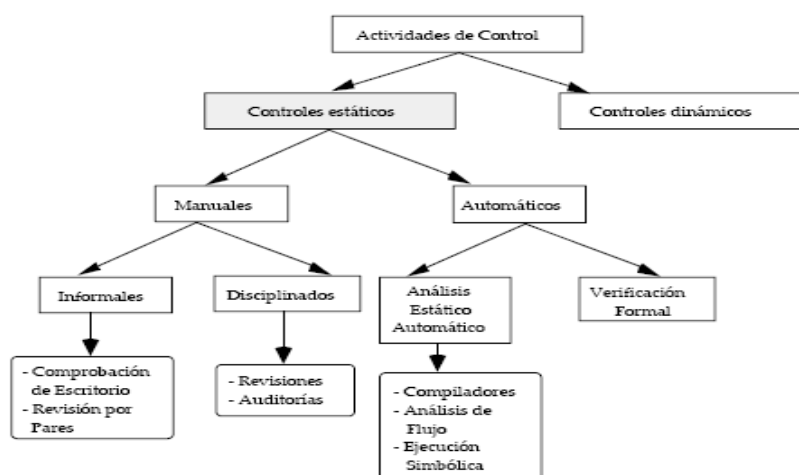 Actividades de Control
Controles estáticos
Controles dinámicos
Manuales
Automáticos
Informales
Disciplinados
Análisis
Estático
Automático
Verificación
Formal
- Comprobación
de Escritorio
- Revisión por
Pares
- Revisiones
- Auditorías
- Compiladores
- Análisis de
Flujo
- Ejecución
Simbólica